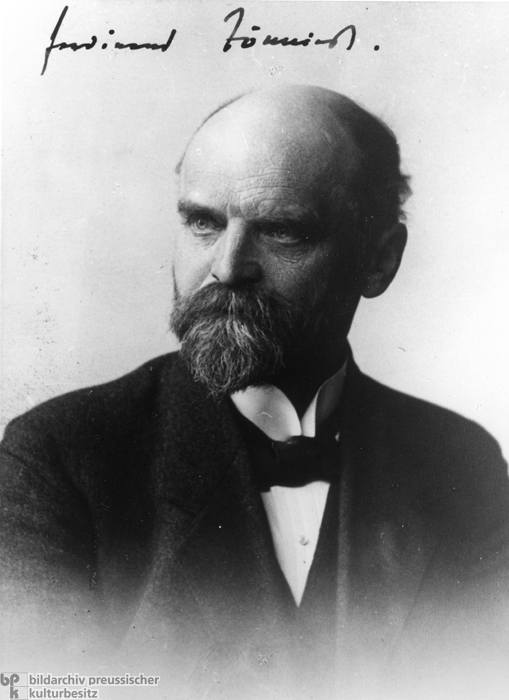 Ferdinand Tönnies.
bpk bildarchiv preussischer
kulturbesitz